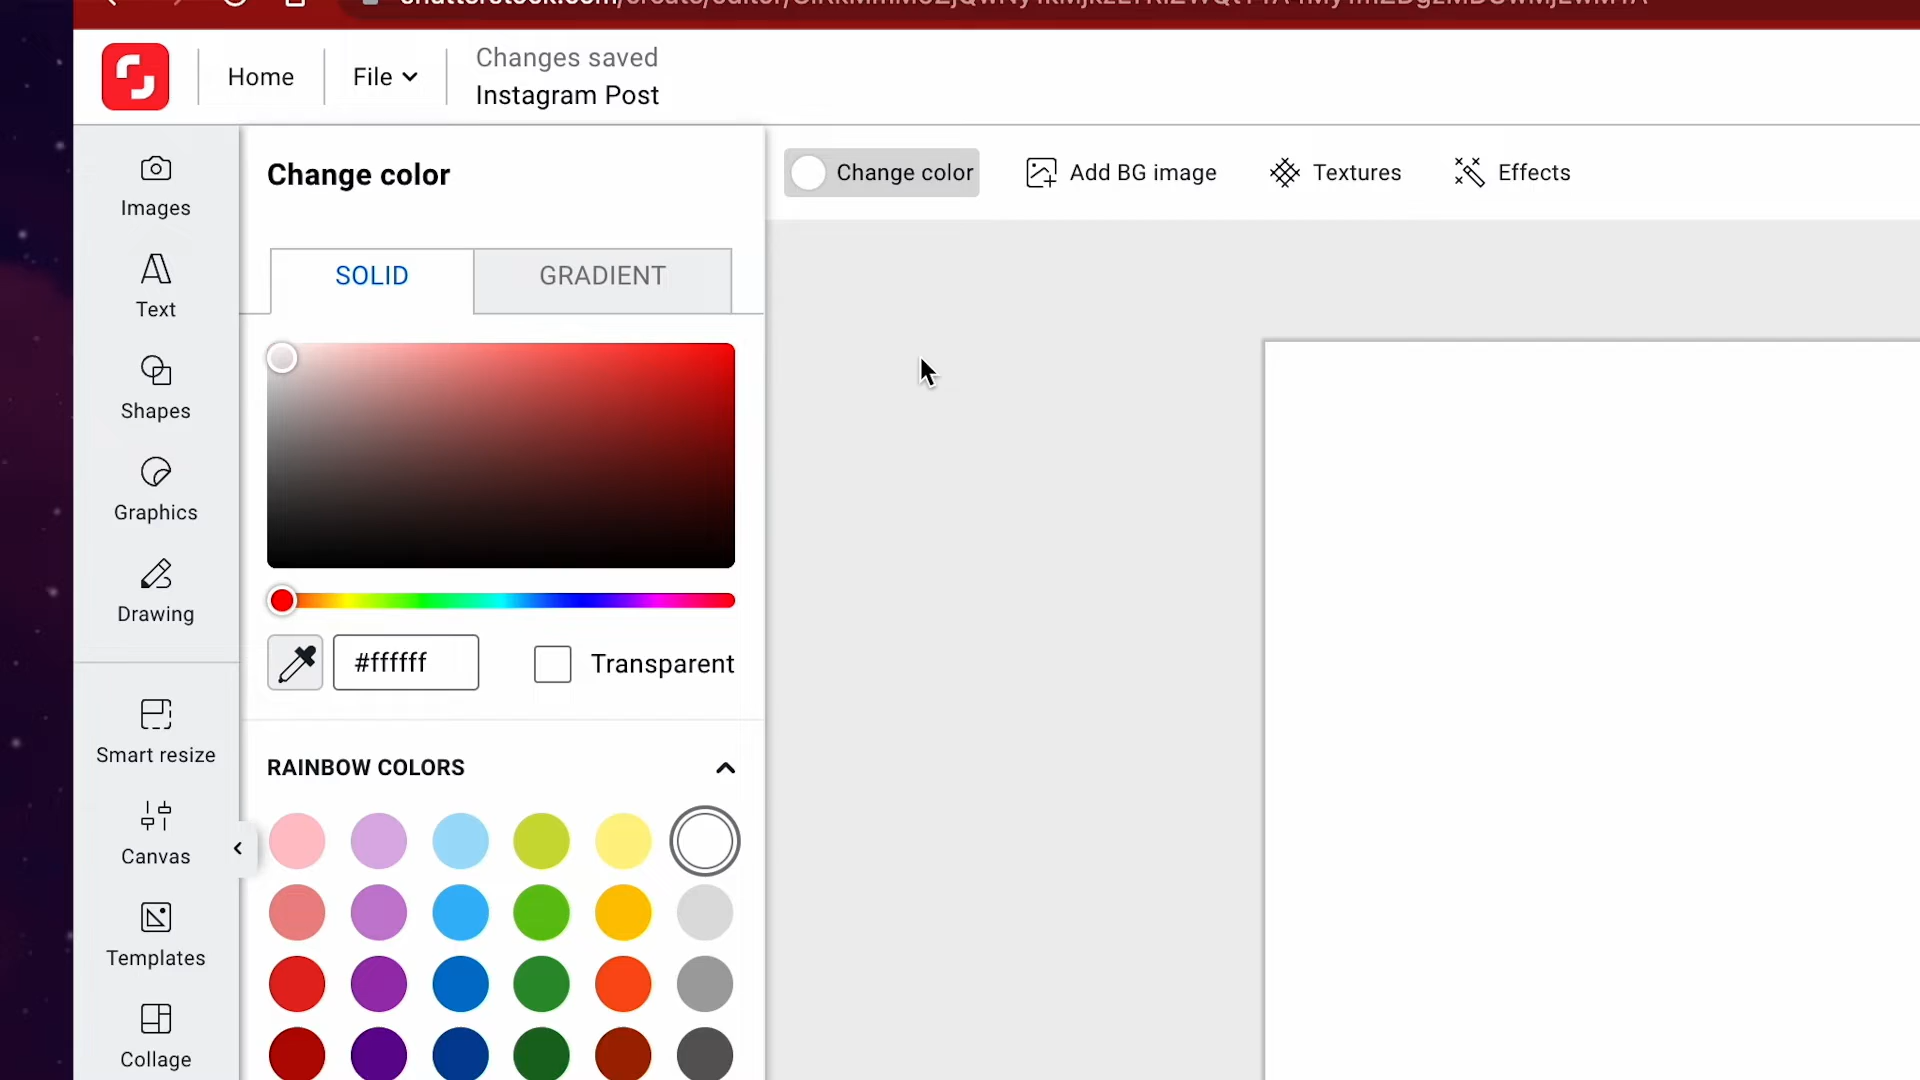 Changes saved
Home
File
Instagram Post
Images
Text
Shapes
Graphics
Drawing
Smart resize
Canvas
Templates
Collage
Change color
SOLID
GRADIENT
#ffffff
Transparent
RAINBOW COLORS
Change color
Add BG image
Textures
Effects